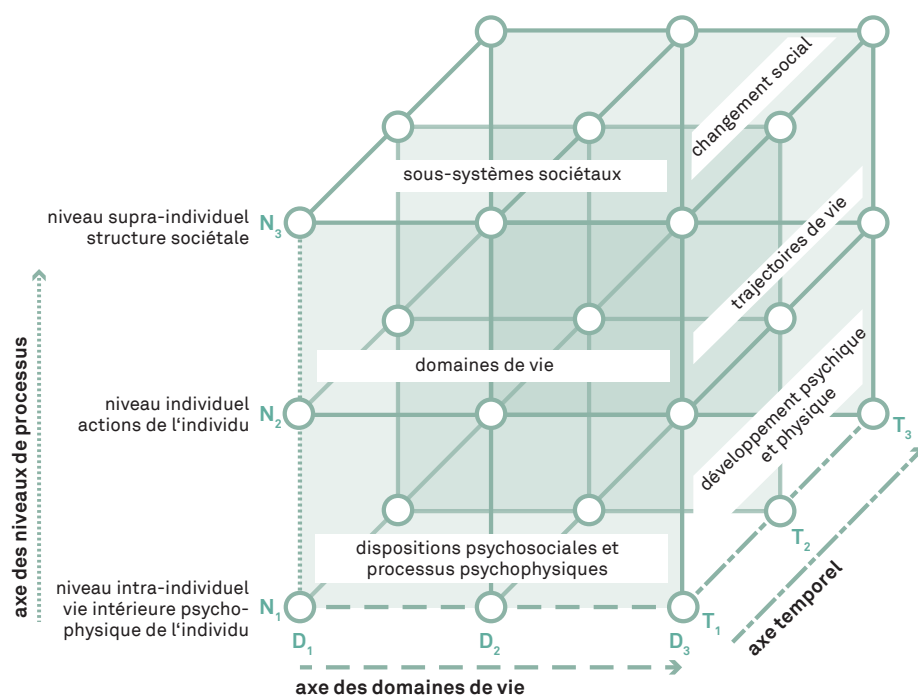 changement social
sous-systèmes sociétaux
niveau supra-individuel
structure sociétale
N₃
trajectoires de vie
domaines de vie
niveau individuel
actions de l‘individu
N₂
développement psychique
et physique
T₃
axe des niveaux de processus
dispositions psychosociales et
processus psychophysiques
T₂
niveau intra-individuel
vie intérieure psycho-
physique de l‘individu
N₁
T₁
axe temporel
D₁
D₂
D₃
axe des domaines de vie